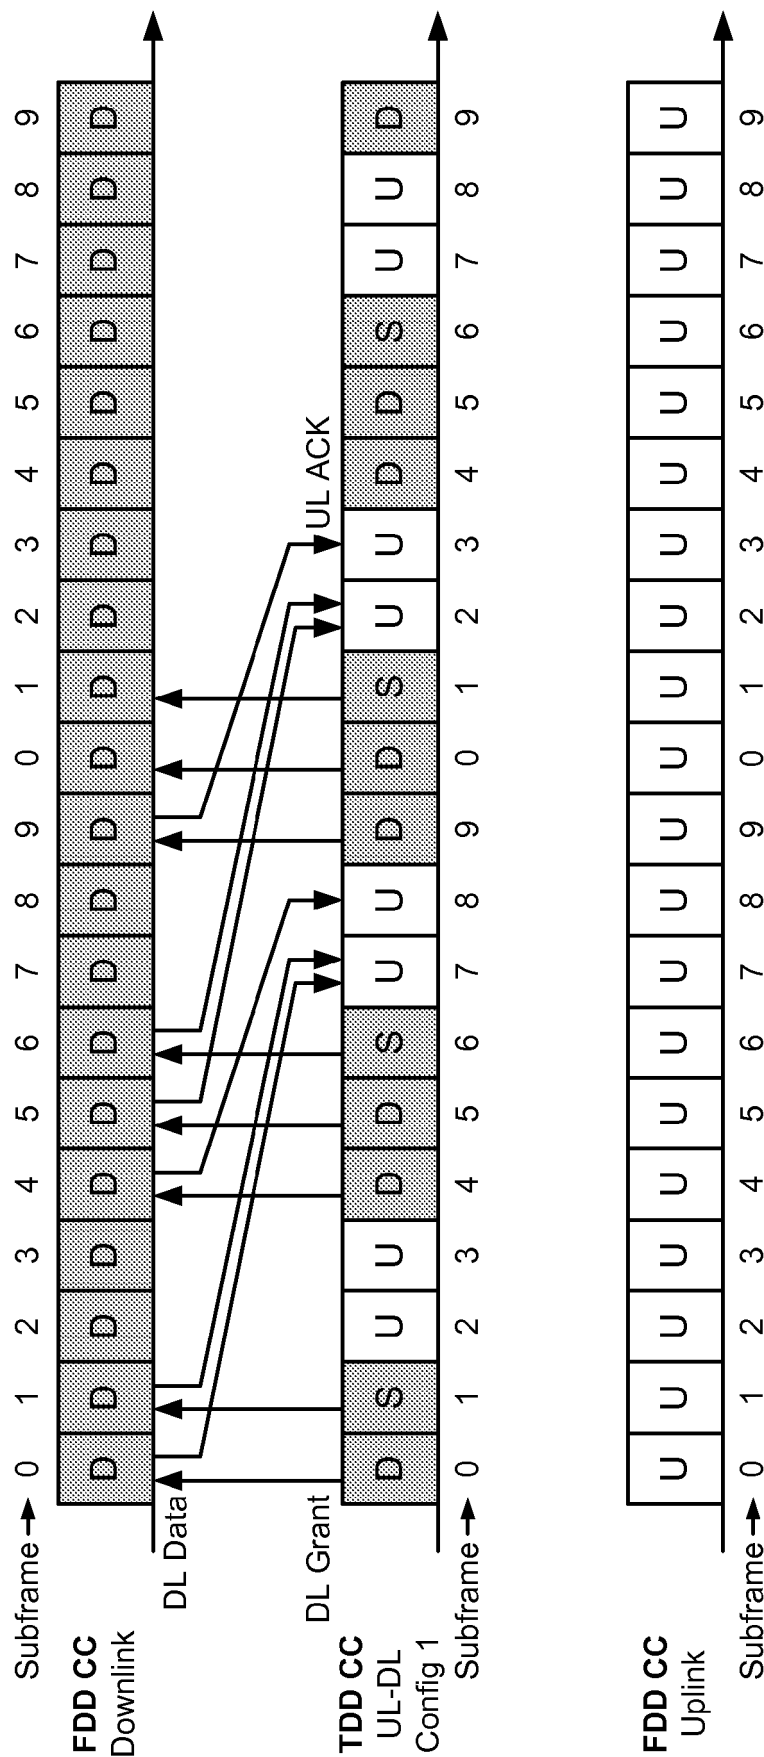 Subframe 0 1 2 3 4 5 6 7 8 9 0 1 2 3 4 5 6 7 8 9
FDD CC
Downlink
D D D D D D D D D D D D D D D D D D D D
DL Data
DL Grant
UL ACK
TDD CC
UL-DL
Config 1
D S U U D D S U U D D S U U D D S U U D
Subframe 0 1 2 3 4 5 6 7 8 9 0 1 2 3 4 5 6 7 8 9
FDD CC
Uplink
U U U U U U U U U U U U U U U U U U U U
Subframe 0 1 2 3 4 5 6 7 8 9 0 1 2 3 4 5 6 7 8 9